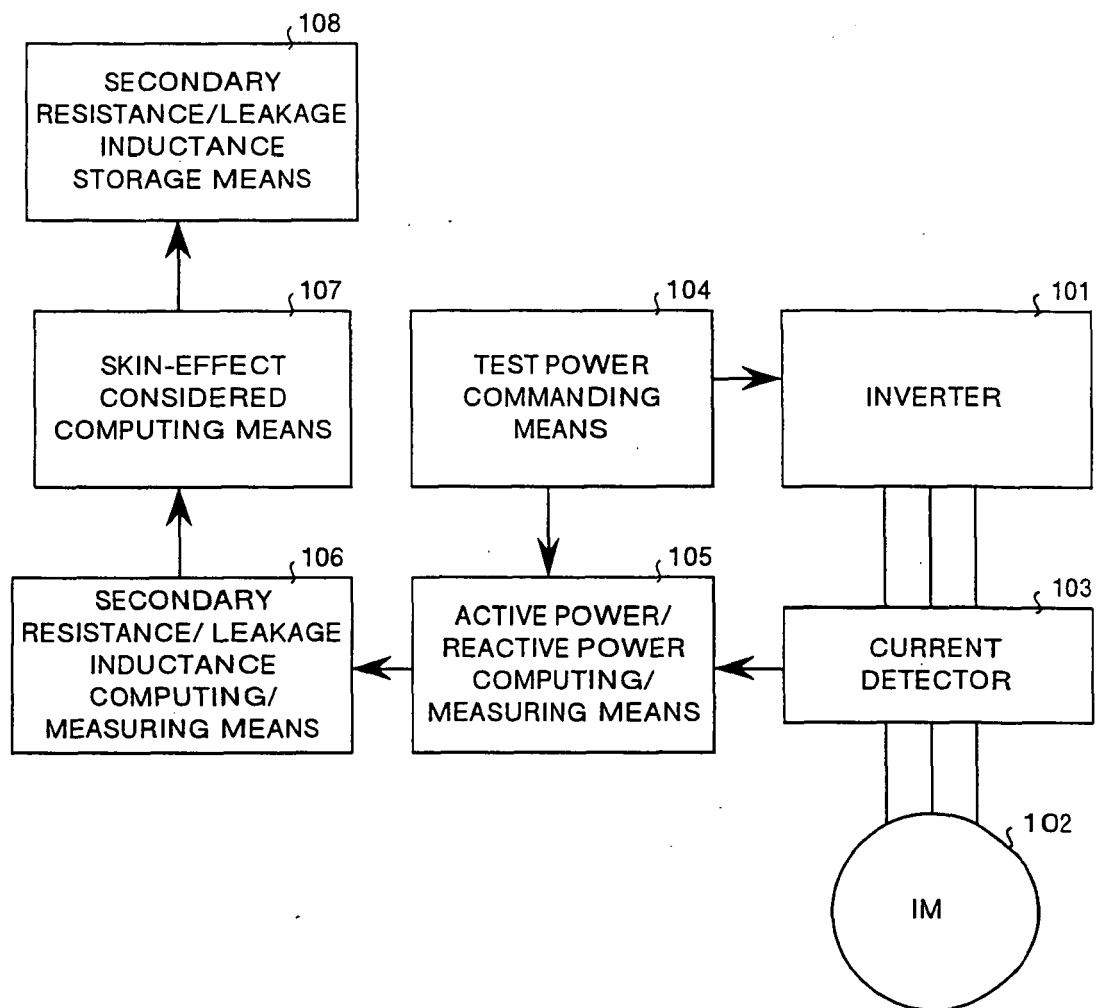 108
SECONDARY
RESISTANCE/LEAKAGE
INDUCTANCE
STORAGE MEANS
107
SKIN-EFFECT
CONSIDERED
COMPUTING MEANS
104
TEST POWER
COMMANDING
MEANS
101
INVERTER
106
SECONDARY
RESISTANCE/ LEAKAGE
INDUCTANCE
COMPUTING/
MEASURING MEANS
105
ACTIVE POWER/
REACTIVE POWER
COMPUTING/
MEASURING MEANS
103
CURRENT
DETECTOR
102
IM